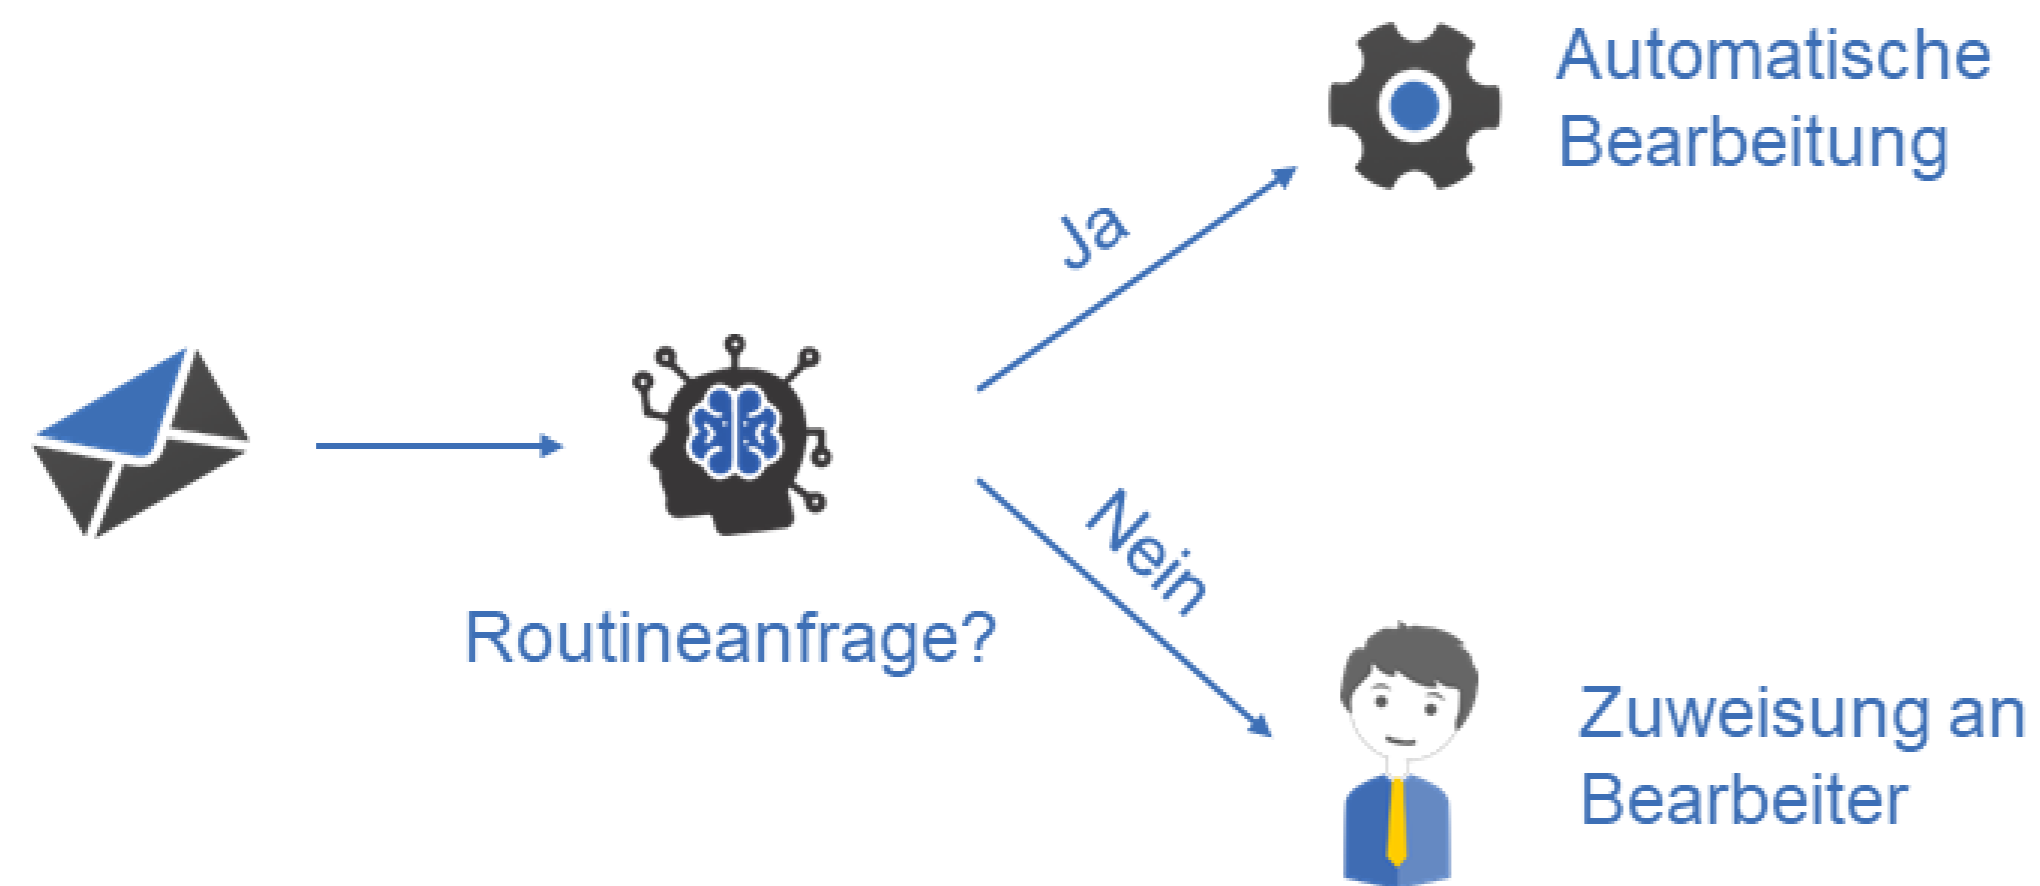 Automatische
Bearbeitung
Ja
Routineanfrage?
Nein
Zuweisung an
Bearbeiter